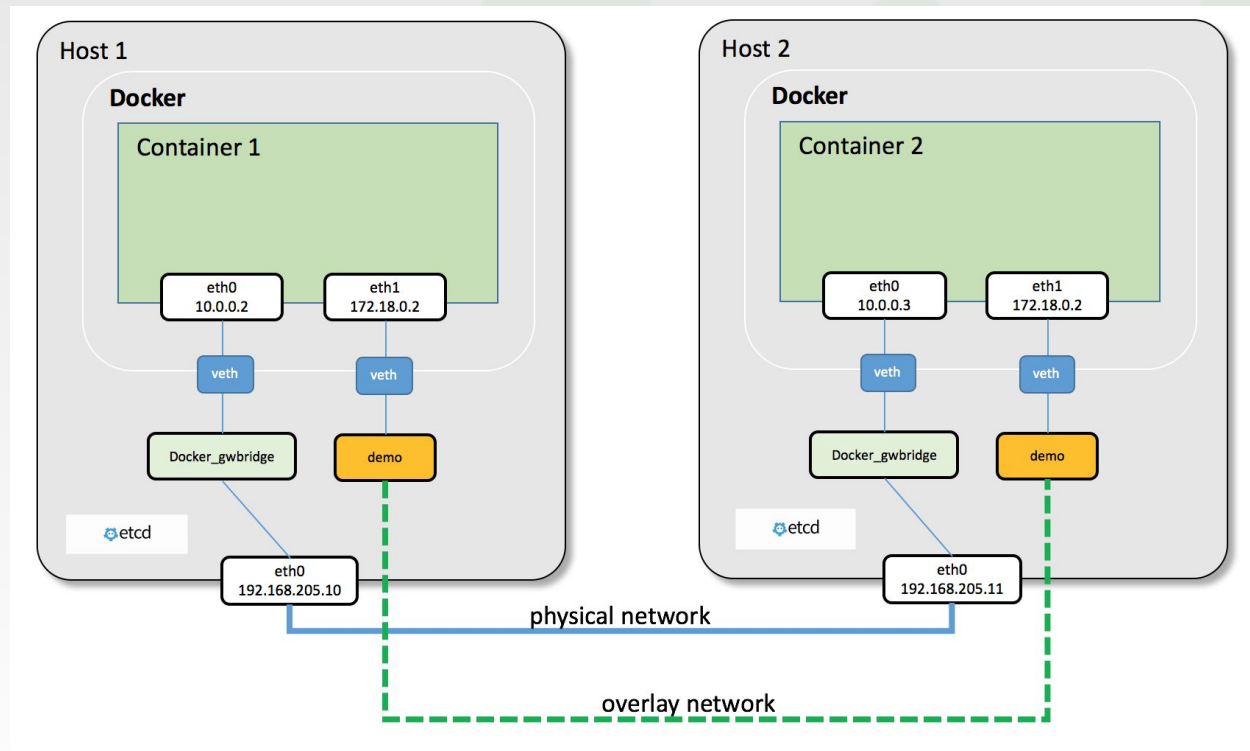 Host 1
Docker
Container 1
eth0
10.0.0.2
eth1
172.18.0.2
veth
veth
Docker_gwbridge
demo
etcd
eth0
192.168.205.10
Host 2
Docker
Container 2
eth0
10.0.0.3
eth1
172.18.0.2
veth
veth
Docker_gwbridge
demo
etcd
eth0
192.168.205.11
physical network
overlay network